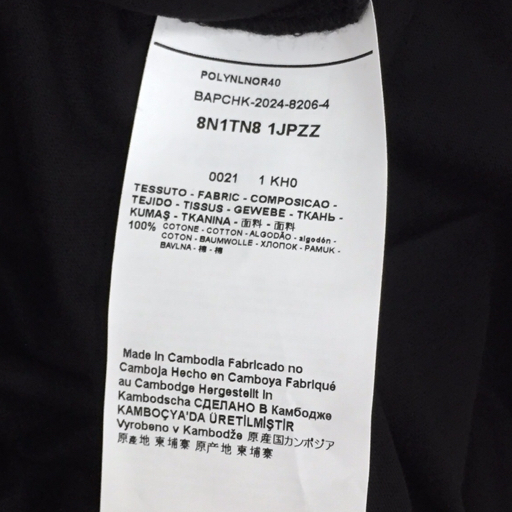 POLYNLNOR40
BAPCHK-2024-8206-4
8N1TN8 1JPZZ
0021 1 KH0
TESSUTO - FABRIC - COMPOSICAO -
TEJIDO - TISSUS - GEWEBE - ТКАНЬ -
KUMAŞ - TKANINA - 面料 - 面料
100% COTONE - COTTON - ALGODÃO - algodón -
COTON - BAUMWOLLE - ХЛОПОК - PAMUK -
BAVLNA - 棉 - 棉
Made in Cambodia Fabricado no
Camboja Hecho en Camboya Fabriqué
au Cambodge Hergestellt in
Kambodscha СДЕЛАНО В Камбодже
KAMBOÇYA'DA ÜRETİLMİŞTİR
Vyrobeno v Kambodže 原産国カンボジア
原產地 柬埔寨 原产地 柬埔寨